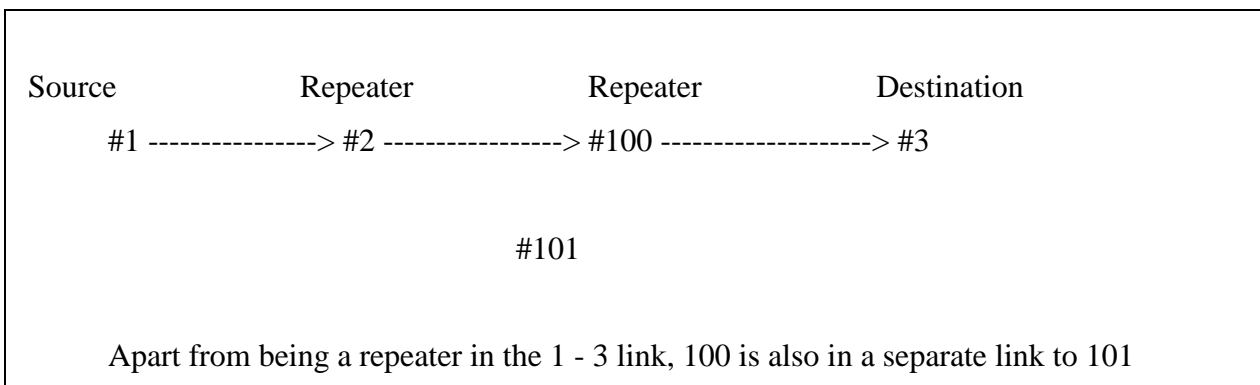 Source Repeater Repeater Destination
#1 ----------------> #2 -----------------> #100 --------------------> #3
#101
Apart from being a repeater in the 1 - 3 link, 100 is also in a separate link to 101